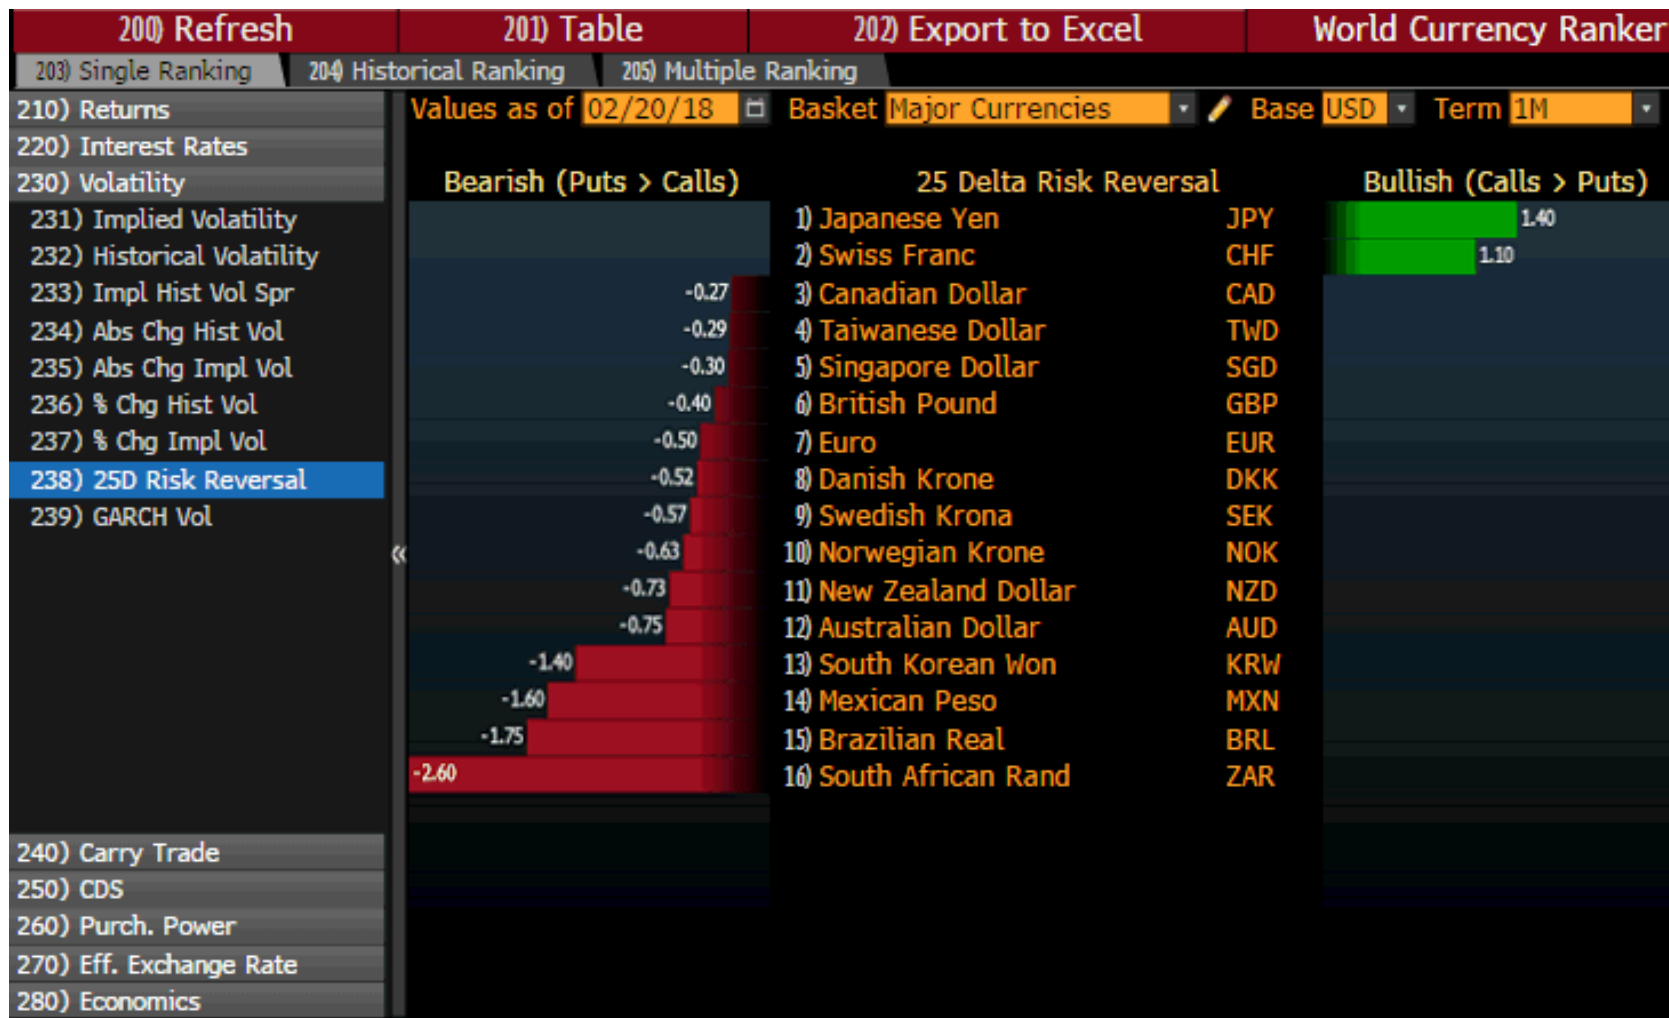 200) Refresh 201) Table 202) Export to Excel World Currency Ranker
203) Single Ranking 204) Historical Ranking 205) Multiple Ranking
210) Returns
220) Interest Rates
230) Volatility
231) Implied Volatility
232) Historical Volatility
233) Impl Hist Vol Spr
234) Abs Chg Hist Vol
235) Abs Chg Impl Vol
236) % Chg Hist Vol
237) % Chg Impl Vol
238) 25D Risk Reversal
239) GARCH Vol
240) Carry Trade
250) CDS
260) Purch. Power
270) Eff. Exchange Rate
280) Economics
«
Values as of 02/20/18 Basket Major Currencies Base USD Term 1M
Bearish (Puts > Calls) 25 Delta Risk Reversal Bullish (Calls > Puts)
1) Japanese Yen JPY 1.40
2) Swiss Franc CHF 1.10
-0.27 3) Canadian Dollar CAD
-0.29 4) Taiwanese Dollar TWD
-0.30 5) Singapore Dollar SGD
-0.40 6) British Pound GBP
-0.50 7) Euro EUR
-0.52 8) Danish Krone DKK
-0.57 9) Swedish Krona SEK
-0.63 10) Norwegian Krone NOK
-0.73 11) New Zealand Dollar NZD
-0.75 12) Australian Dollar AUD
-1.40 13) South Korean Won KRW
-1.60 14) Mexican Peso MXN
-1.75 15) Brazilian Real BRL
-2.60 16) South African Rand ZAR